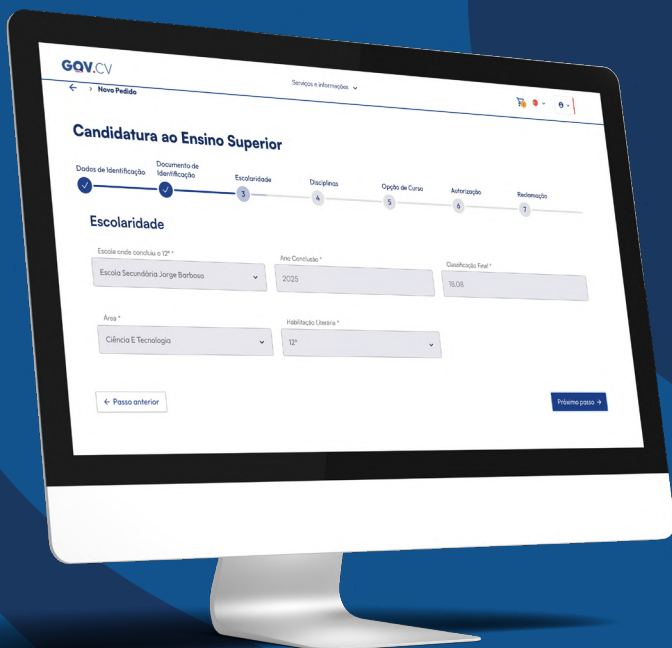 GOV.CV
Serviços e informações
Novo Pedido
Candidatura ao Ensino Superior
Dados de Identificação
Documento de
Identificação
Escolaridade
Disciplinas
Opção de Curso
Autorização
Reclamação
3
4
5
6
7
Escolaridade
Escola onde concluiu o 12º *
Ano Conclusão *
Classificação Final *
Escola Secundária Jorge Barbosa
2025
18,08
Área *
Habilitação Literária *
Ciência E Tecnologia
12º
← Passo anterior
Próximo passo →